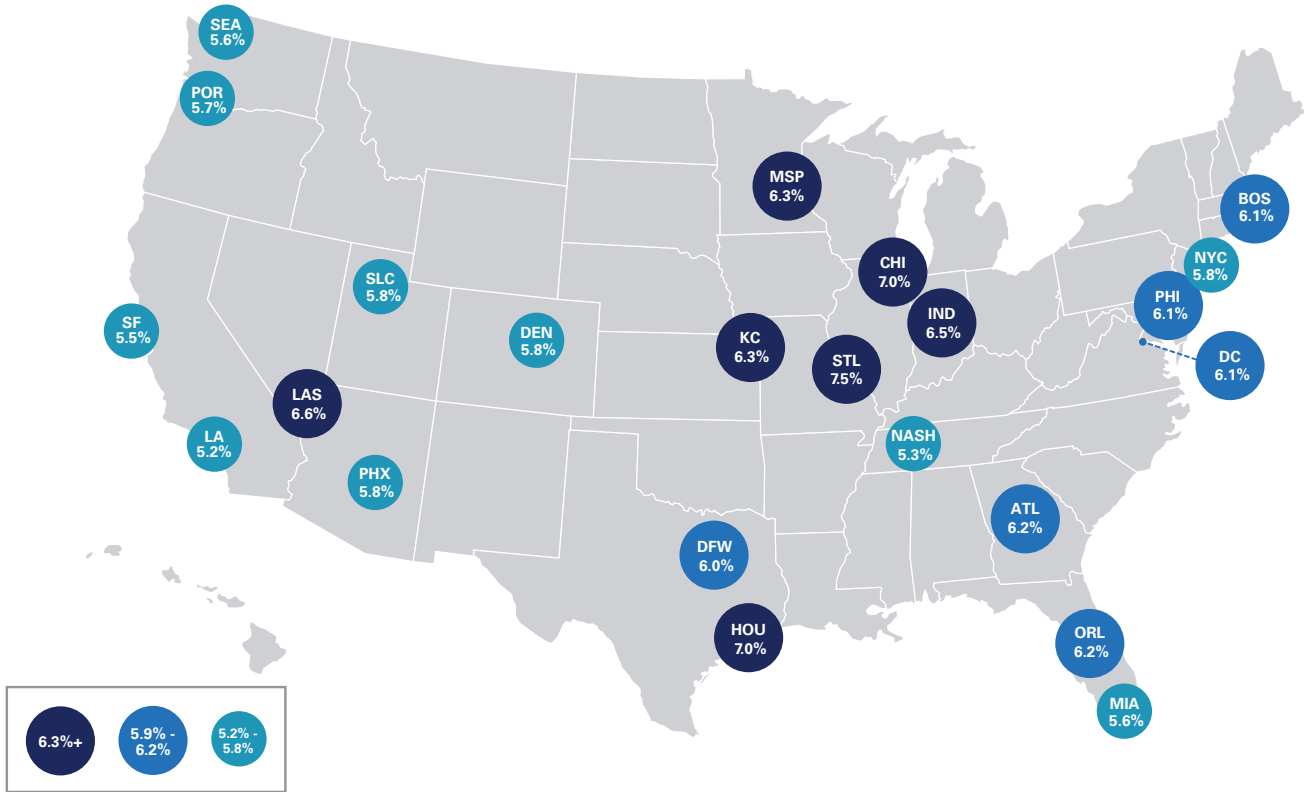 SEA
5.6%
POR
5.7%
MSP
6.3%
BOS
6.1%
CHI
7.0%
NYC
5.8%
SLC
5.8%
PHI
6.1%
IND
6.5%
SF
5.5%
DEN
5.8%
KC
6.3%
STL
7.5%
DC
6.1%
LAS
6.6%
LA
5.2%
NASH
5.3%
PHX
5.8%
ATL
6.2%
DFW
6.0%
HOU
7.0%
ORL
6.2%
MIA
5.6%
6.3%+
5.9% -
6.2%
5.2% -
5.8%